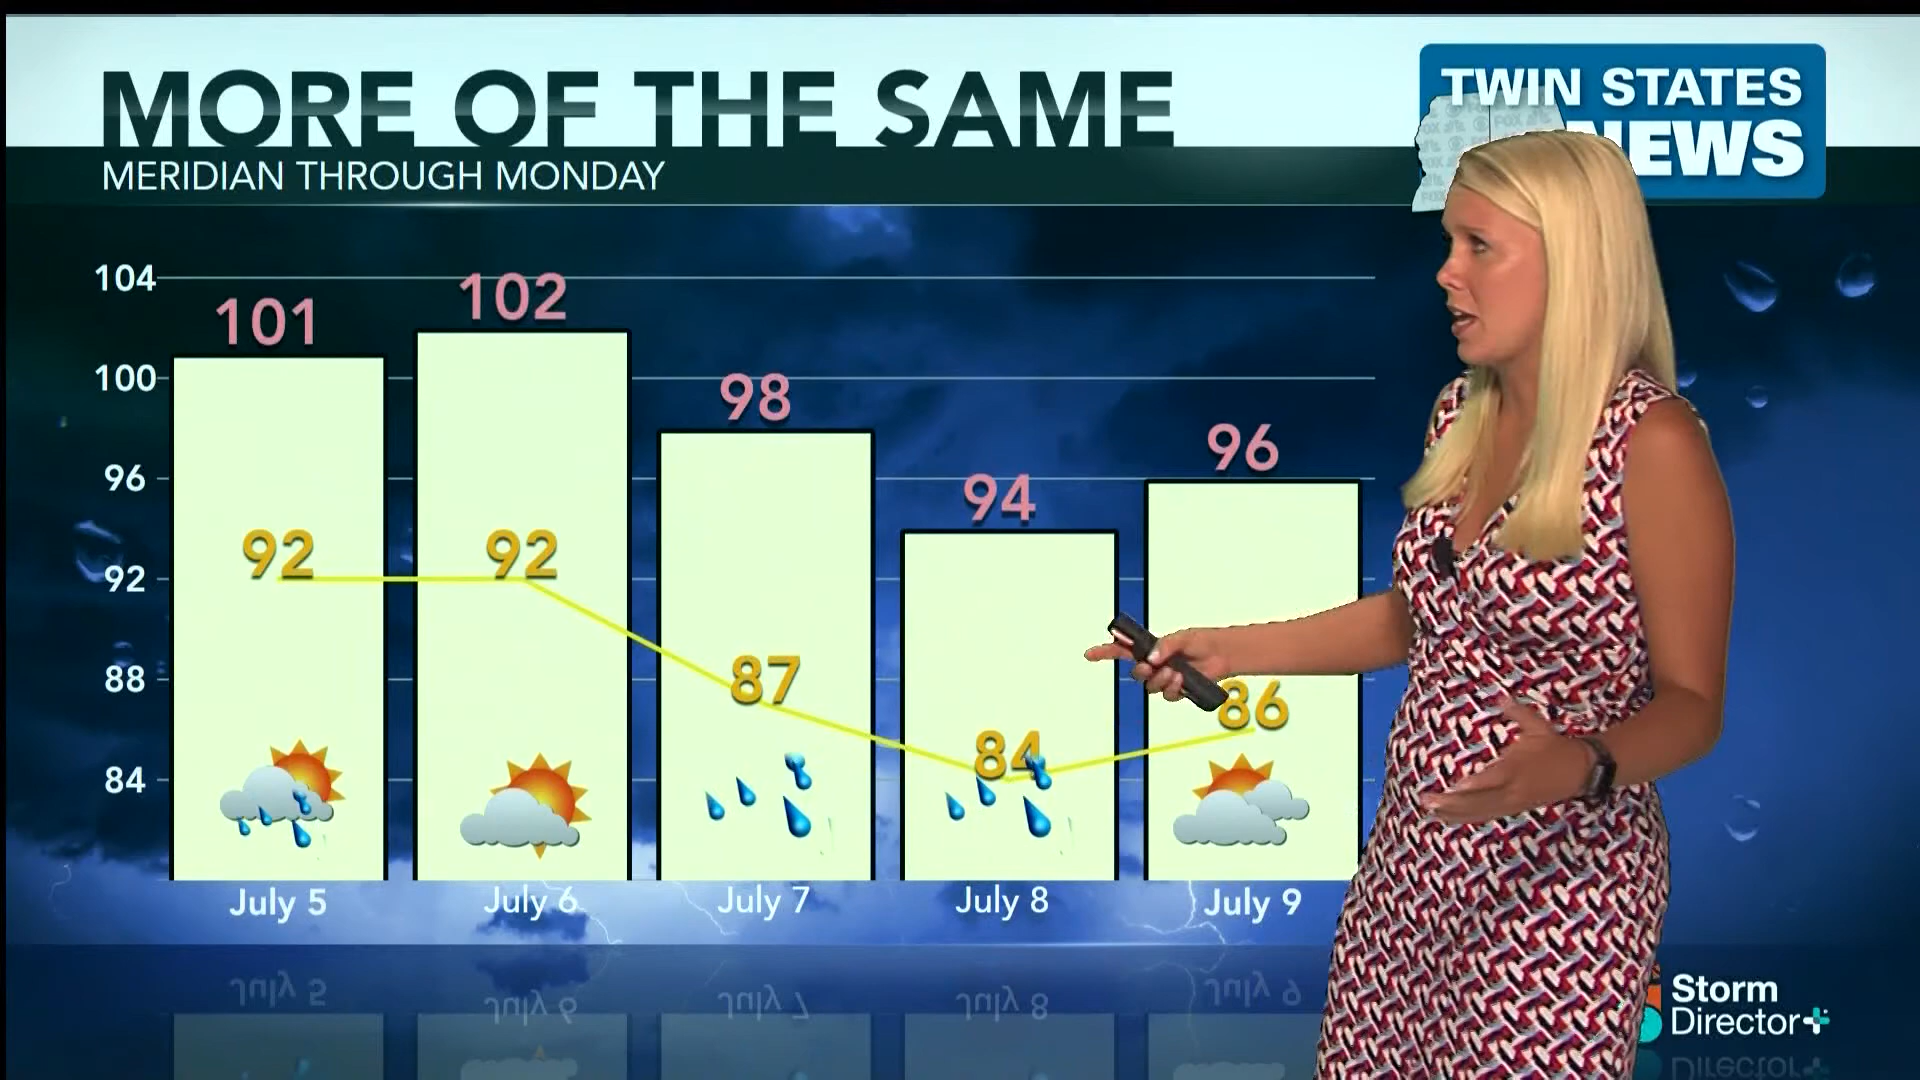 MORE OF THE SAME
MERIDIAN THROUGH MONDAY
TWIN STATES
NEWS
104
100
96
92
88
84
101
102
98
94
96
92
92
87
84
86
July 5
July 6
July 7
July 8
July 9
Storm
Director+